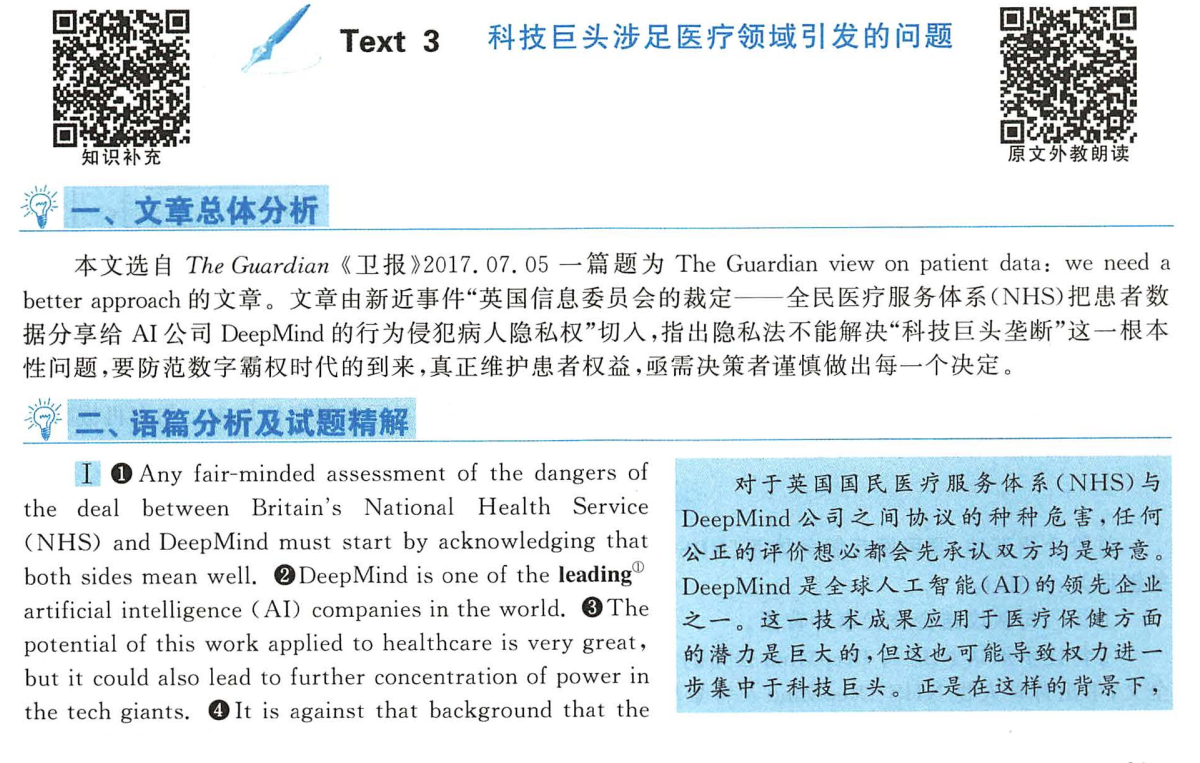 Text 3 科技巨头涉足医疗领域引发的问题
知识补充
原文外教朗读
一、文章总体分析
本文选自 The Guardian《卫报》2017.07.05 一篇题为 The Guardian view on patient data: we need a
better approach 的文章。文章由新近事件“英国信息委员会的裁定——全民医疗服务体系(NHS)把患者数
据分享给 AI 公司 DeepMind 的行为侵犯病人隐私权”切入,指出隐私法不能解决“科技巨头垄断”这一根本
性问题,要防范数字霸权时代的到来,真正维护患者权益,亟需决策者谨慎做出每一个决定。
二、语篇分析及试题精解
Ⅰ ❶Any fair-minded assessment of the dangers of
the deal between Britain's National Health Service
(NHS) and DeepMind must start by acknowledging that
both sides mean well. ❷DeepMind is one of the leading①
artificial intelligence (AI) companies in the world. ❸The
potential of this work applied to healthcare is very great,
but it could also lead to further concentration of power in
the tech giants. ❹It is against that background that the
对于英国国民医疗服务体系(NHS)与
DeepMind 公司之间协议的种种危害,任何
公正的评价想必都会先承认双方均是好意。
DeepMind 是全球人工智能(AI)的领先企业
之一。这一技术成果应用于医疗保健方面
的潜力是巨大的,但这也可能导致权力进一
步集中于科技巨头。正是在这样的背景下,